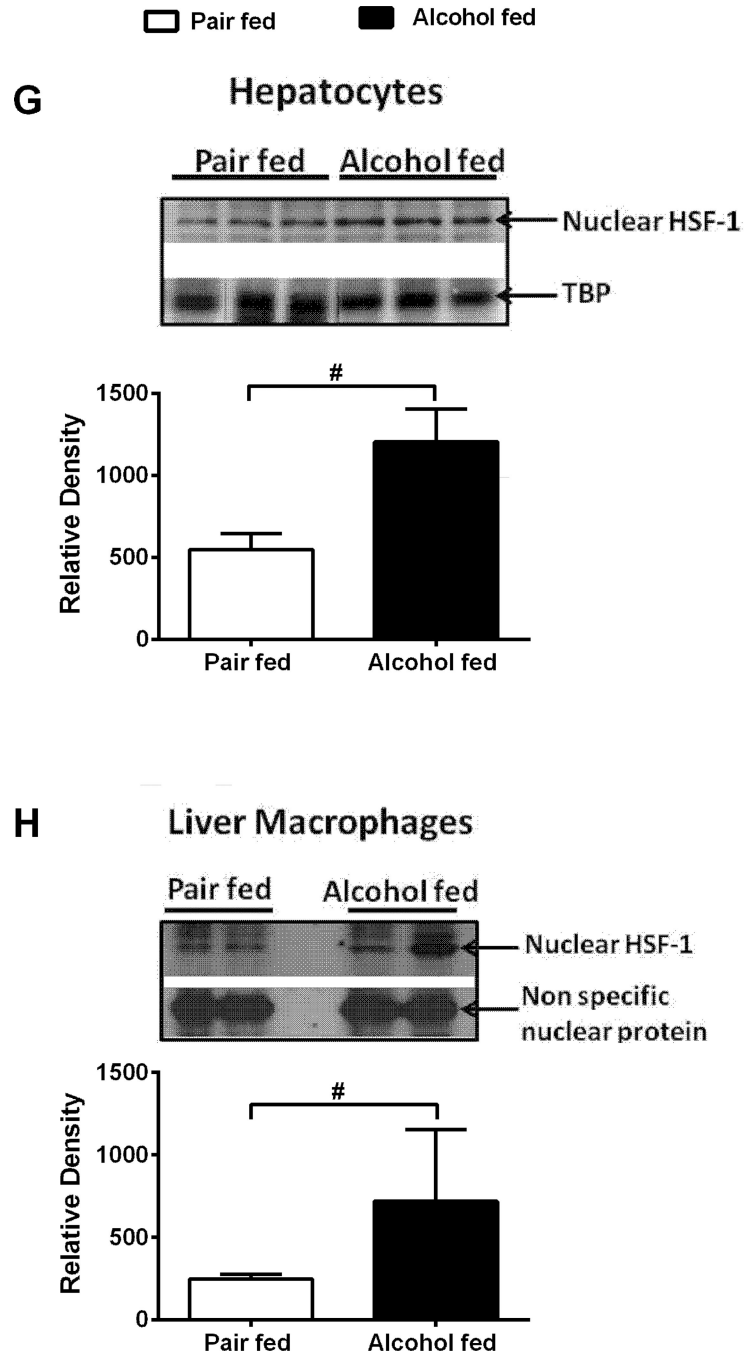 Pair fed Alcohol fed
G
Hepatocytes
Pair fed Alcohol fed
Nuclear HSF-1
TBP
#
1500
1000
500
0
Relative Density
Pair fed Alcohol fed
H
Liver Macrophages
Pair fed Alcohol fed
Nuclear HSF-1
Non specific
nuclear protein
#
1500
1000
500
0
Relative Density
Pair fed Alcohol fed